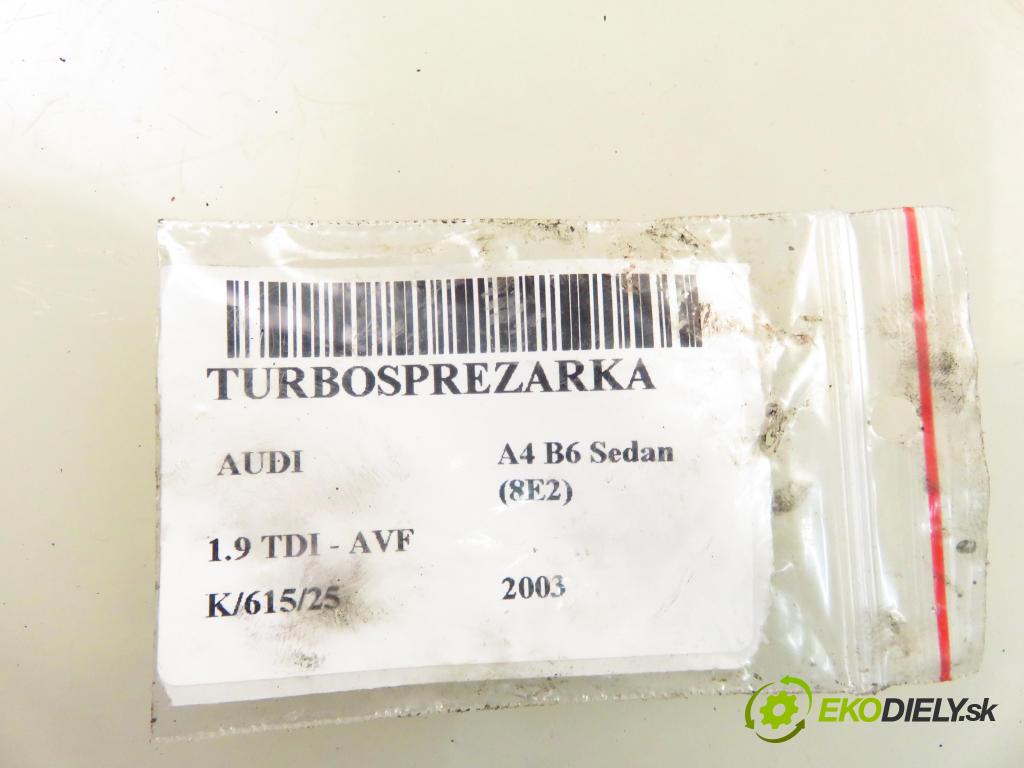 TURBOSPREZARKA
AUDI A4 B6 Sedan
(8E2)
1.9 TDI - AVF
K/615/25 2003
EKODIELY.sk